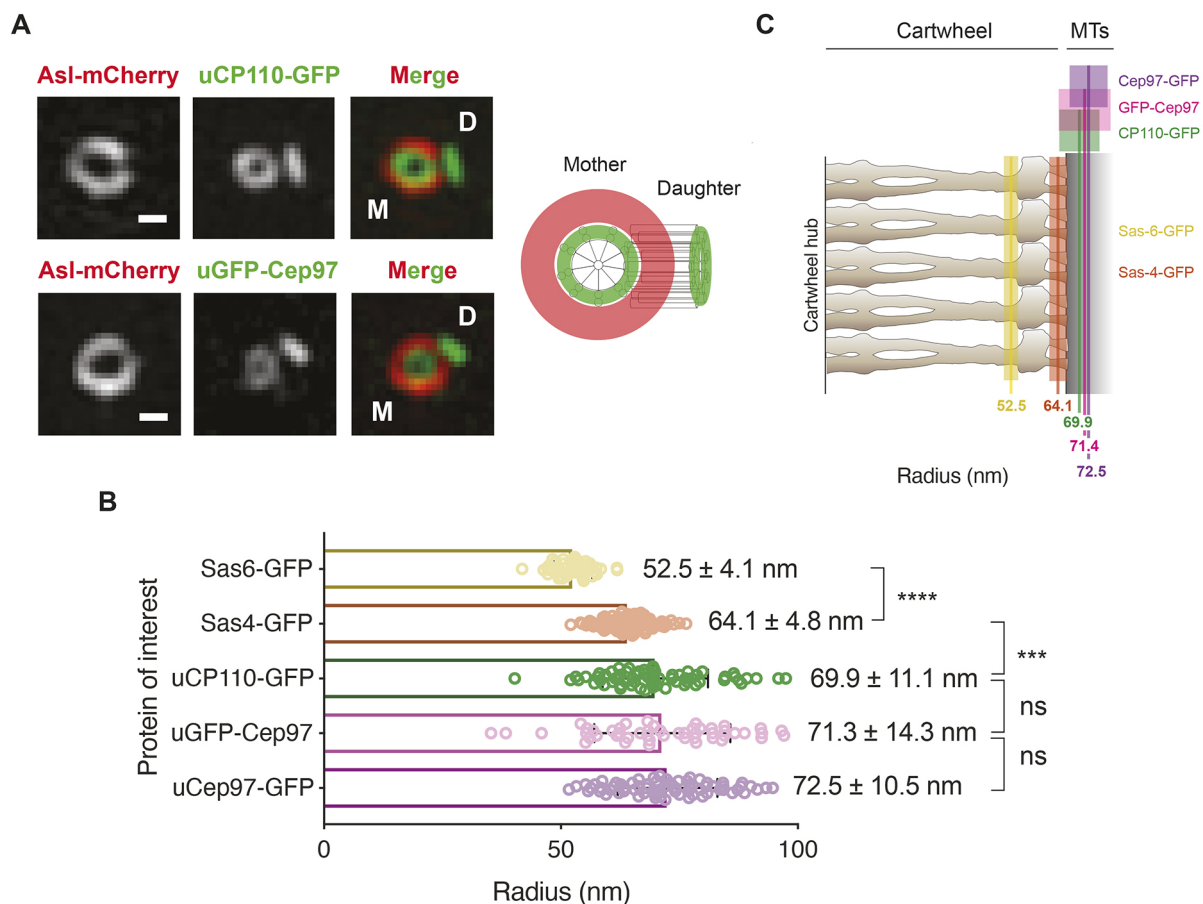 A
Asl-mCherry uCP110-GFP Merge
D
M
Asl-mCherry uGFP-Cep97 Merge
D
M
Mother
Daughter
C
Cartwheel MTs
Cep97-GFP
GFP-Cep97
CP110-GFP
Cartwheel hub
Sas-6-GFP
Sas-4-GFP
52.5 64.1
69.9
71.4
72.5
Radius (nm)
B
Protein of interest
Sas6-GFP 52.5 ± 4.1 nm
****
Sas4-GFP 64.1 ± 4.8 nm
***
uCP110-GFP 69.9 ± 11.1 nm
ns
uGFP-Cep97 71.3 ± 14.3 nm
ns
uCep97-GFP 72.5 ± 10.5 nm
0 50 100
Radius (nm)